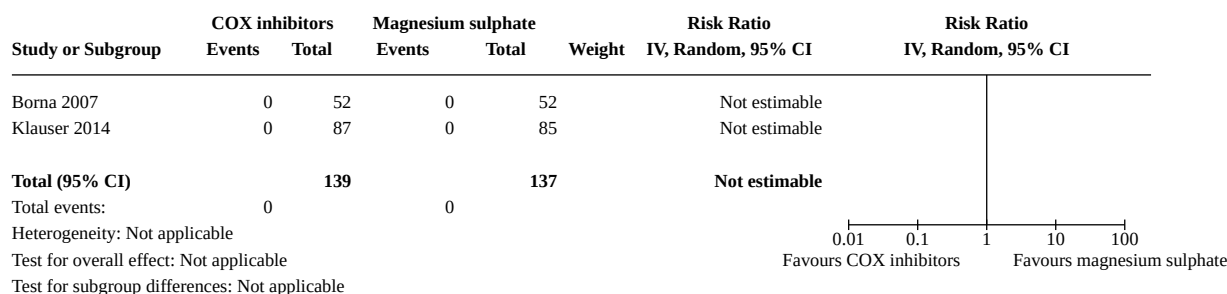 COX inhibitors Magnesium sulphate Risk Ratio Risk Ratio
Study or Subgroup Events Total Events Total Weight IV, Random, 95% CI IV, Random, 95% CI
Borna 2007 0 52 0 52 Not estimable
Klauser 2014 0 87 0 85 Not estimable
Total (95% CI) 139 137 Not estimable
Total events: 0 0
Heterogeneity: Not applicable
0.01 0.1 1 10 100
Test for overall effect: Not applicable Favours COX inhibitors Favours magnesium sulphate
Test for subgroup differences: Not applicable